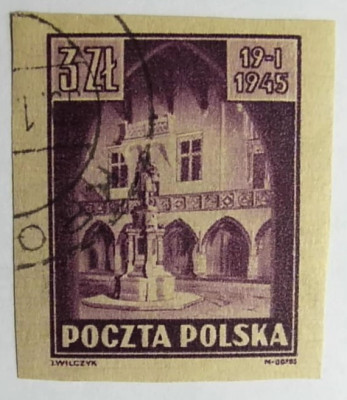 3 ZŁ
19-I
1945
POCZTA POLSKA
J.WILCZYK